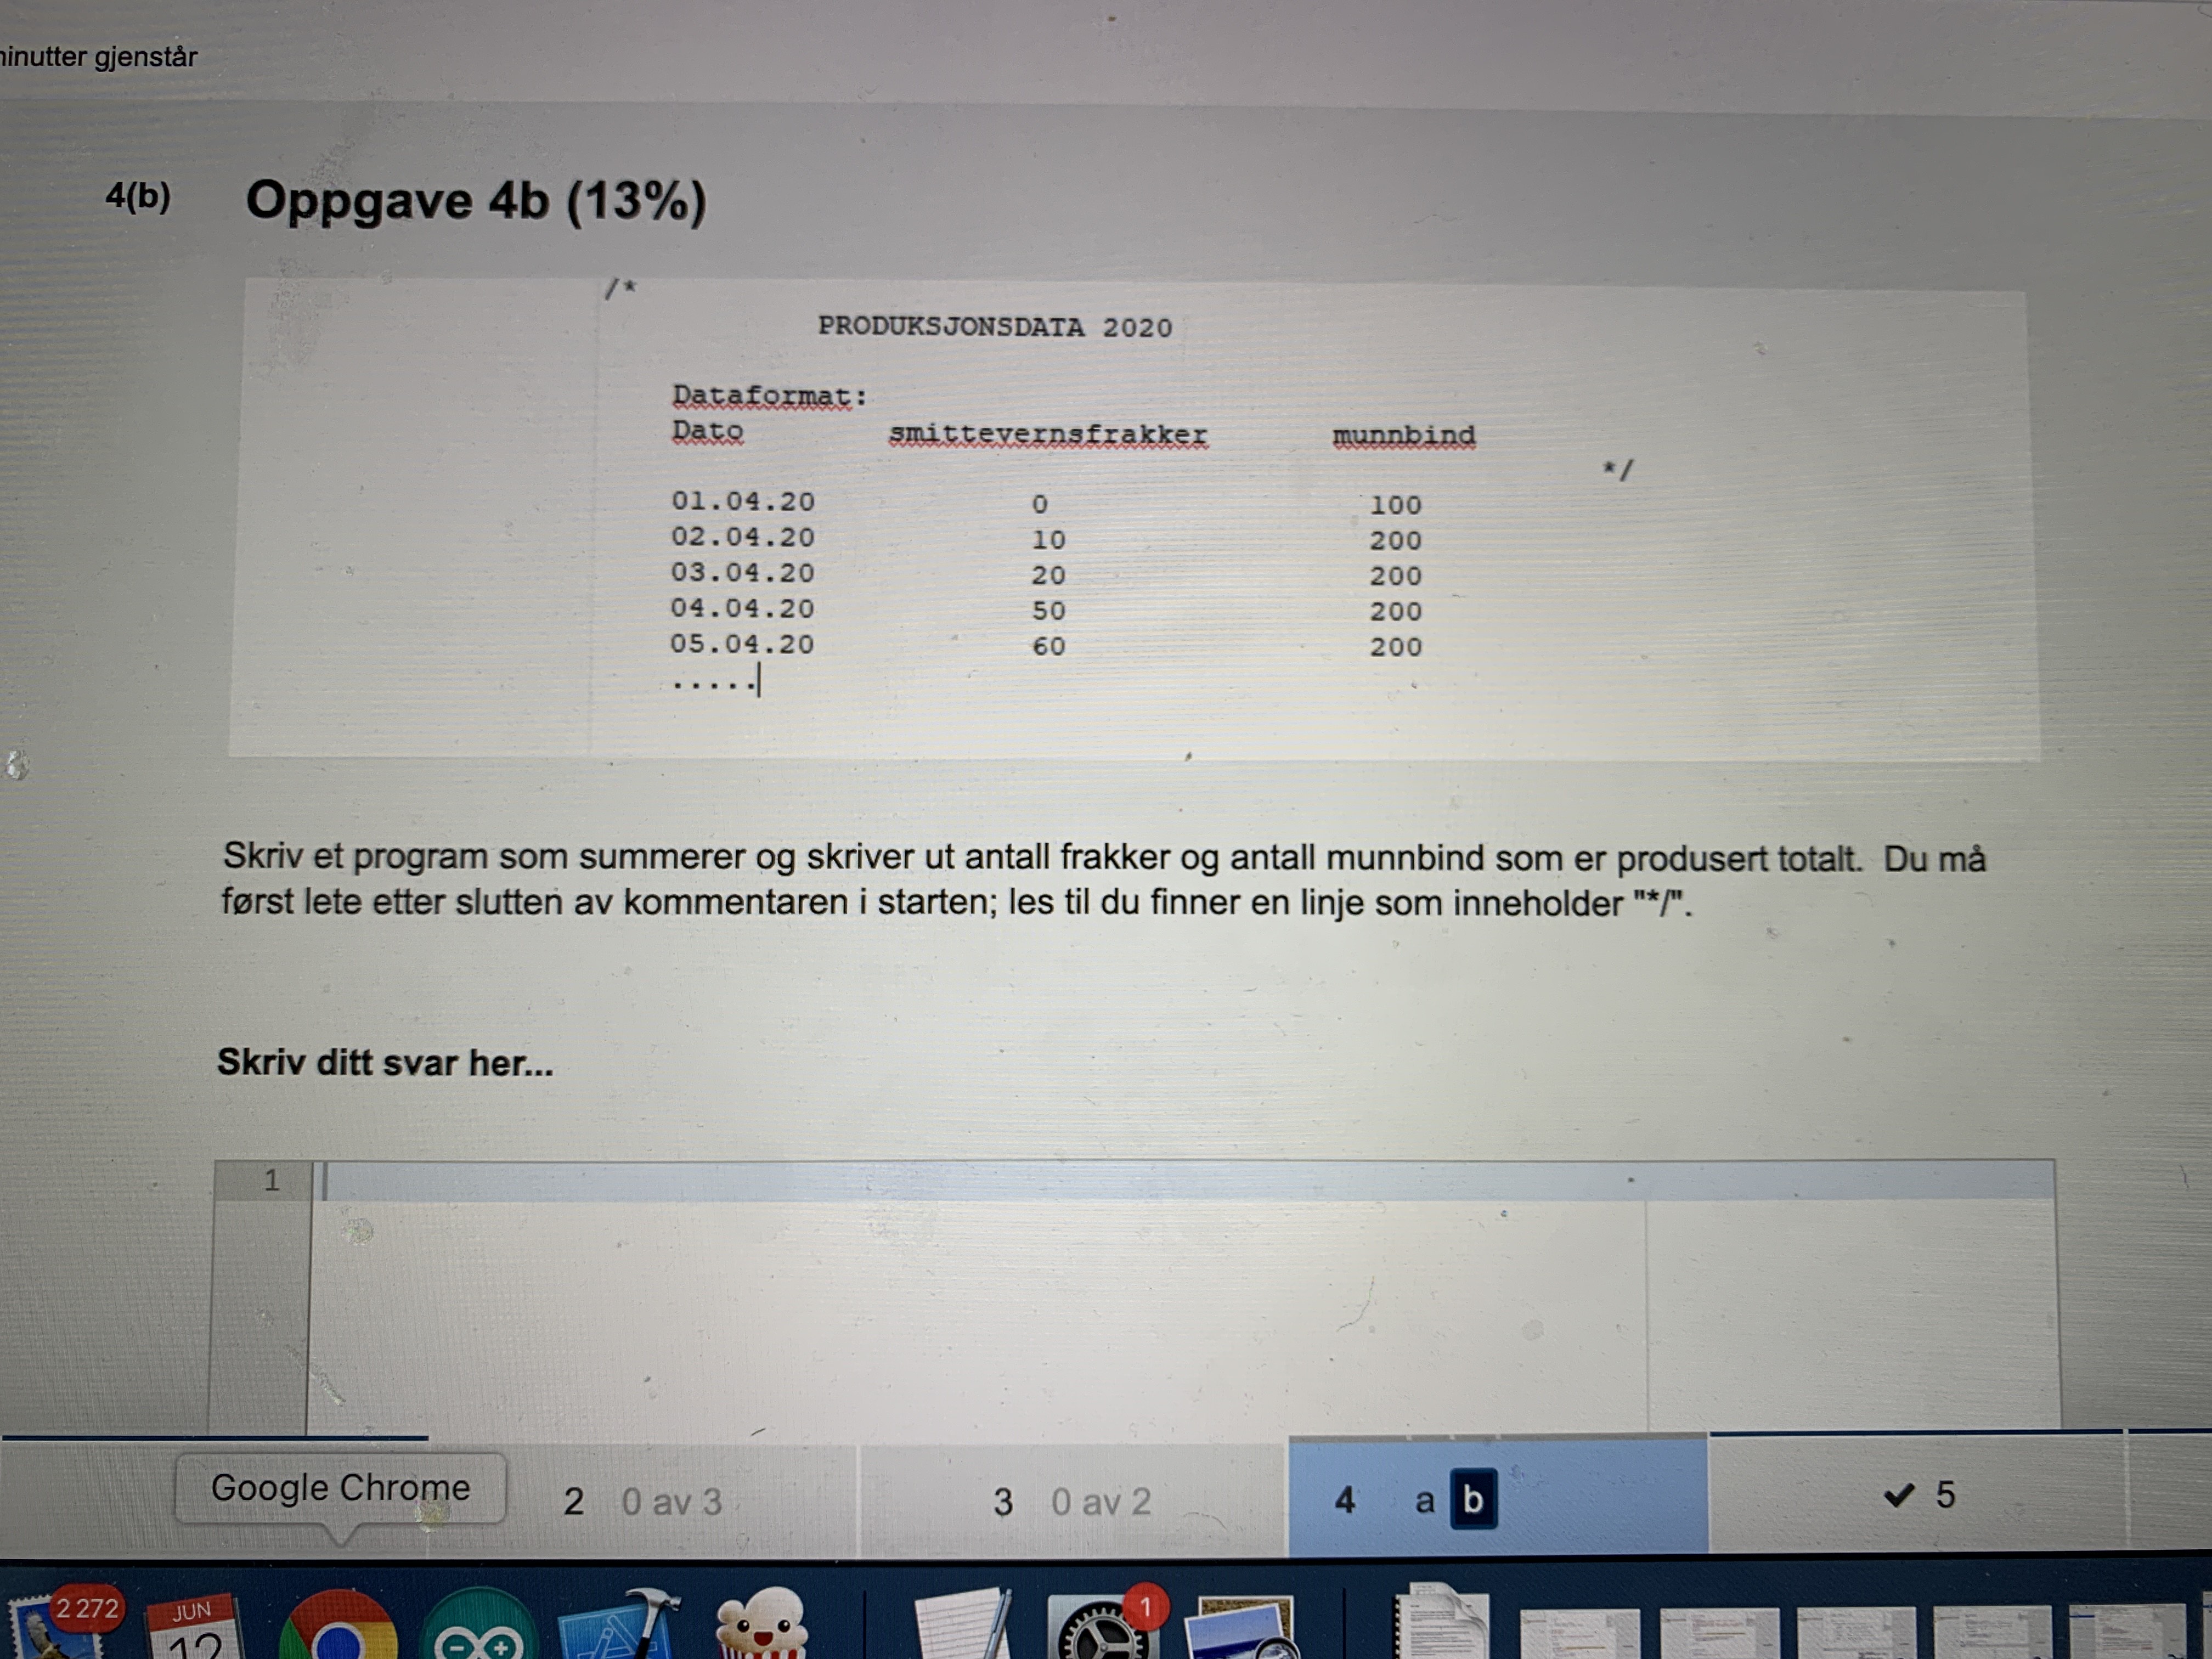 minutter gjenstår
4(b) Oppgave 4b (13%)
/*
PRODUKSJONSDATA 2020
Dataformat:
Dato smittevernsfrakker munnbind
*/
01.04.20 0 100
02.04.20 10 200
03.04.20 20 200
04.04.20 50 200
05.04.20 60 200
.....
Skriv et program som summerer og skriver ut antall frakker og antall munnbind som er produsert totalt. Du må
først lete etter slutten av kommentaren i starten; les til du finner en linje som inneholder "*/".
Skriv ditt svar her...
1
Google Chrome 2 0 av 3 3 0 av 2 4 a b 5
2 272 JUN 12 1